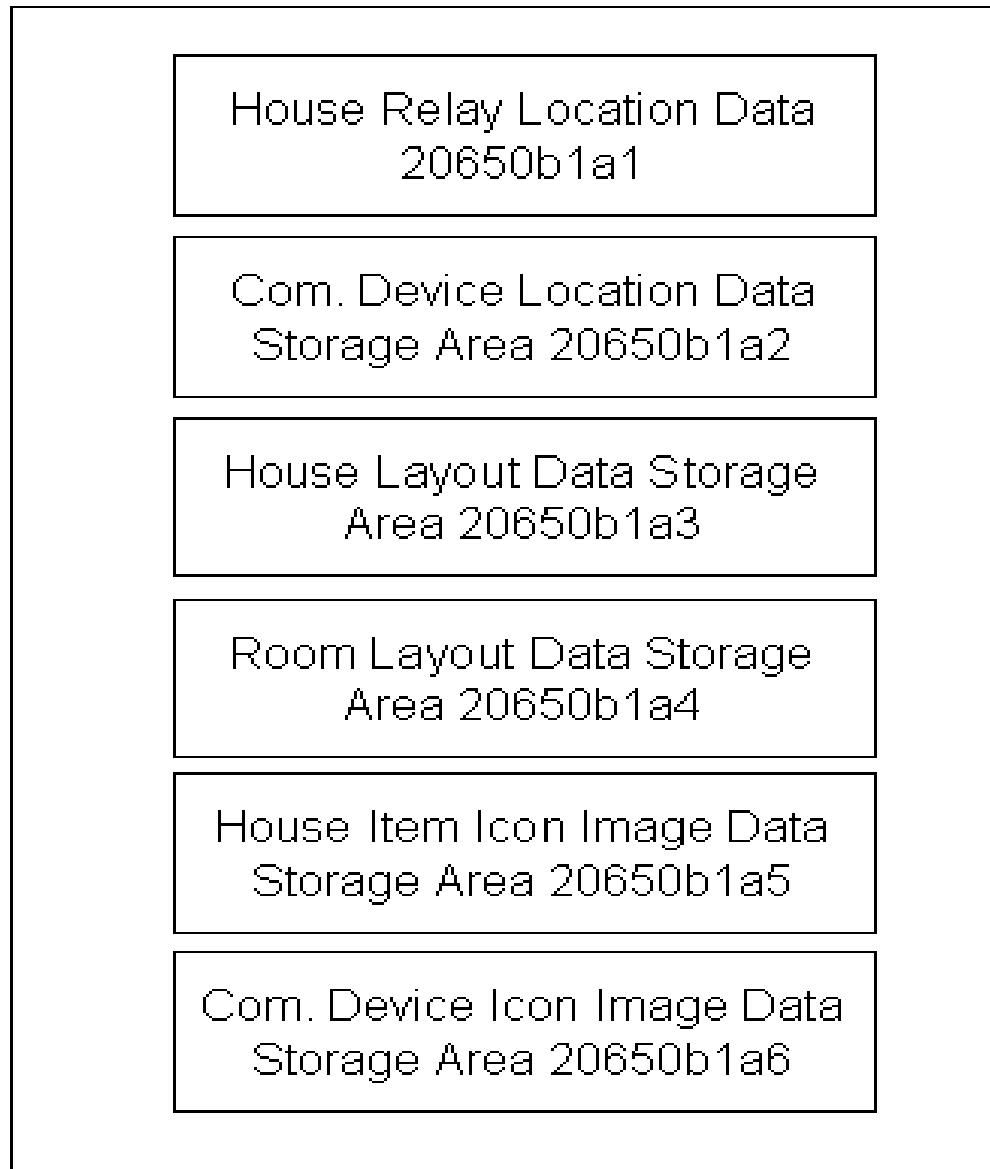 House Relay Location Data
20650b1a1
Com. Device Location Data
Storage Area 20650b1a2
House Layout Data Storage
Area 20650b1a3
Room Layout Data Storage
Area 20650b1a4
House Item Icon Image Data
Storage Area 20650b1a5
Com. Device Icon Image Data
Storage Area 20650b1a6